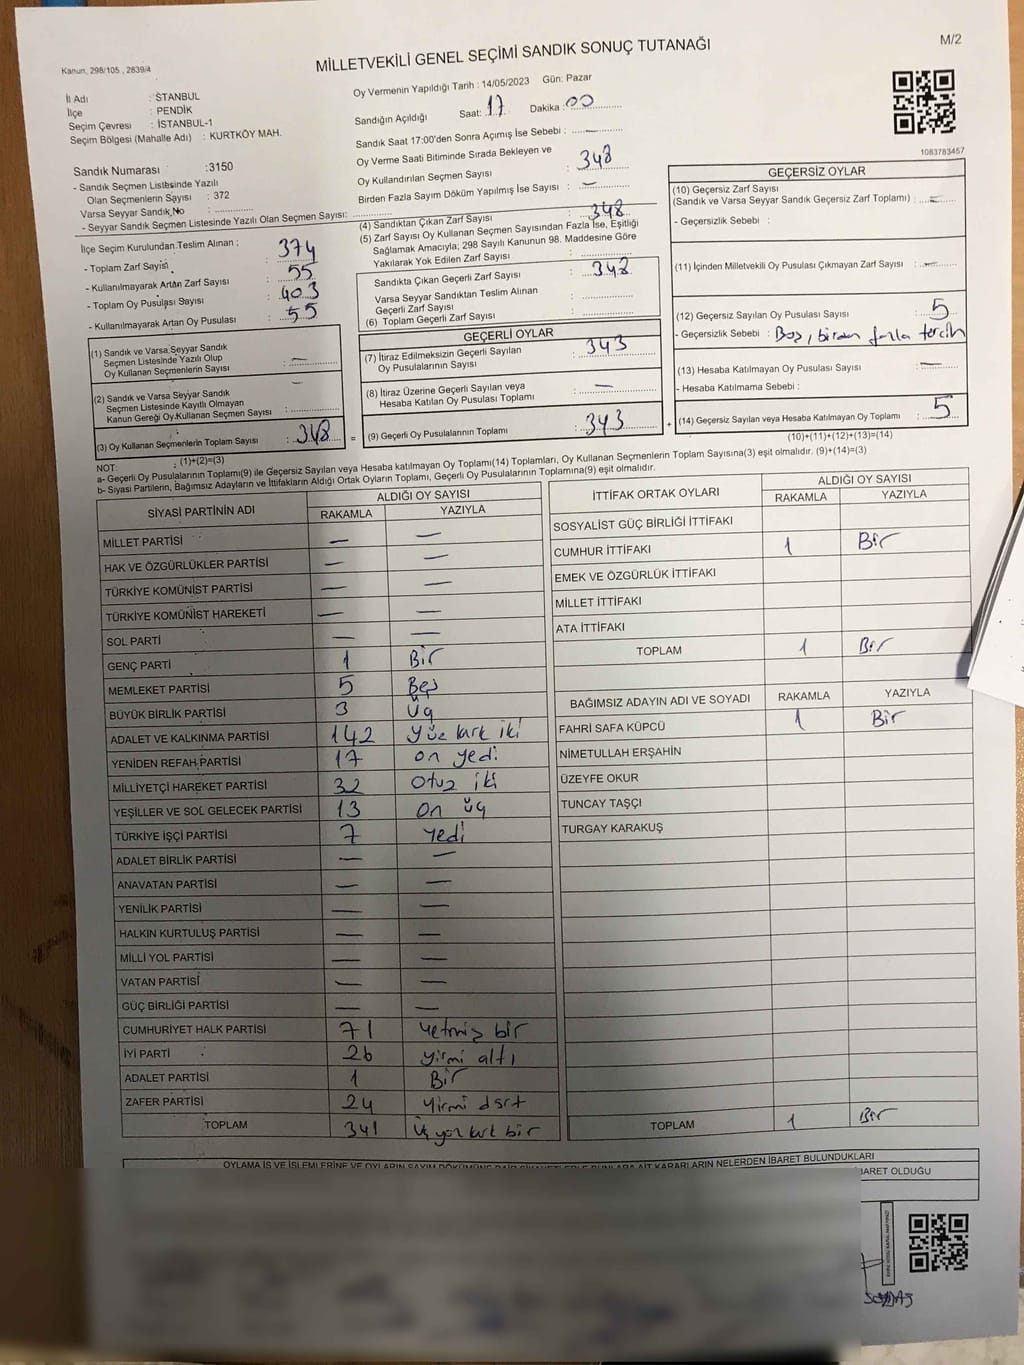 Kanun: 298/105 , 2839/4
MİLLETVEKİLİ GENEL SEÇİMİ SANDIK SONUÇ TUTANAĞI
M/2
İl Adı : STANBUL
İlçe : PENDİK
Seçim Çevresi : İSTANBUL-1
Seçim Bölgesi (Mahalle Adı) : KURTKÖY MAH.
Oy Vermenin Yapıldığı Tarih : 14/05/2023 Gün: Pazar
Sandığın Açıldığı Saat: 17 Dakika : 00
Sandık Saat 17:00'den Sonra Açımış İse Sebebi : —
Oy Verme Saati Bitiminde Sırada Bekleyen ve
Oy Kullandırılan Seçmen Sayısı : 348
Birden Fazla Sayım Döküm Yapılmış İse Sayısı : —
1083783457
Sandık Numarası :3150
- Sandık Seçmen Listesinde Yazılı
Olan Seçmenlerin Sayısı : 372
Varsa Seyyar Sandık No :
- Seyyar Sandık Seçmen Listesinde Yazılı Olan Seçmen Sayısı:
İlçe Seçim Kurulundan Teslim Alınan ;
- Toplam Zarf Sayısı : 374
- Kullanılmayarak Artan Zarf Sayısı : 55
- Toplam Oy Pusulası Sayısı : 403
- Kullanılmayarak Artan Oy Pusulası : 55
(4) Sandıktan Çıkan Zarf Sayısı : 348
(5) Zarf Sayısı Oy Kullanan Seçmen Sayısından Fazla İse, Eşitliği
Sağlamak Amacıyla; 298 Sayılı Kanunun 98. Maddesine Göre
Yakılarak Yok Edilen Zarf Sayısı :
Sandıkta Çıkan Geçerli Zarf Sayısı : 348
Varsa Seyyar Sandıktan Teslim Alınan
Geçerli Zarf Sayısı :
(6) Toplam Geçerli Zarf Sayısı :
GEÇERSİZ OYLAR
(10) Geçersiz Zarf Sayısı
(Sandık ve Varsa Seyyar Sandık Geçersiz Zarf Toplamı) : —
- Geçersizlik Sebebi :
(11) İçinden Milletvekili Oy Pusulası Çıkmayan Zarf Sayısı : —
(12) Geçersiz Sayılan Oy Pusulası Sayısı : 5
- Geçersizlik Sebebi : Boş, birden fazla tercih
(13) Hesaba Katılmayan Oy Pusulası Sayısı : —
- Hesaba Katılmama Sebebi :
(14) Geçersiz Sayılan veya Hesaba Katılmayan Oy Toplamı : 5
(10)+(11)+(12)+(13)=(14)
(1) Sandık ve Varsa Seyyar Sandık
Seçmen Listesinde Yazılı Olup
Oy Kullanan Seçmenlerin Sayısı : —
(2) Sandık ve Varsa Seyyar Sandık
Seçmen Listesinde Kayıtlı Olmayan
Kanun Gereği Oy Kullanan Seçmen Sayısı : —
(3) Oy Kullanan Seçmenlerin Toplam Sayısı : 348 =
(1)+(2)=(3)
GEÇERLİ OYLAR
(7) İtiraz Edilmeksizin Geçerli Sayılan
Oy Pusulalarının Sayısı : 343
(8) İtiraz Üzerine Geçerli Sayılan veya
Hesaba Katılan Oy Pusulası Toplamı : —
(9) Geçerli Oy Pusulalarının Toplamı : 343 +
NOT:
a- Geçerli Oy Pusulalarının Toplamı(9) ile Geçersiz Sayılan veya Hesaba katılmayan Oy Toplamı(14) Toplamları, Oy Kullanan Seçmenlerin Toplam Sayısına(3) eşit olmalıdır. (9)+(14)=(3)
b- Siyasi Partilerin, Bağımsız Adayların ve İttifakların Aldığı Ortak Oyların Toplamı, Geçerli Oy Pusulalarının Toplamına(9) eşit olmalıdır.
SİYASİ PARTİNİN ADI ALDIĞI OY SAYISI
RAKAMLA YAZIYLA
MİLLET PARTİSİ — —
HAK VE ÖZGÜRLÜKLER PARTİSİ — —
TÜRKİYE KOMÜNİST PARTİSİ — —
TÜRKİYE KOMÜNİST HAREKETİ — —
SOL PARTİ — —
GENÇ PARTİ 1 Bir
MEMLEKET PARTİSİ 5 Beş
BÜYÜK BİRLİK PARTİSİ 3 Üç
ADALET VE KALKINMA PARTİSİ 142 Yüz kırk iki
YENİDEN REFAH PARTİSİ 17 on yedi
MİLLİYETÇİ HAREKET PARTİSİ 32 Otuz iki
YEŞİLLER VE SOL GELECEK PARTİSİ 13 on üç
TÜRKİYE İŞÇİ PARTİSİ 7 yedi
ADALET BİRLİK PARTİSİ — —
ANAVATAN PARTİSİ — —
YENİLİK PARTİSİ — —
HALKIN KURTULUŞ PARTİSİ — —
MİLLİ YOL PARTİSİ — —
VATAN PARTİSİ — —
GÜÇ BİRLİĞİ PARTİSİ — —
CUMHURİYET HALK PARTİSİ 71 yetmiş bir
İYİ PARTİ 26 yirmi altı
ADALET PARTİSİ 1 Bir
ZAFER PARTİSİ 24 yirmi dört
TOPLAM 341 Üç yüz kırk bir
İTTİFAK ORTAK OYLARI ALDIĞI OY SAYISI
RAKAMLA YAZIYLA
SOSYALİST GÜÇ BİRLİĞİ İTTİFAKI
CUMHUR İTTİFAKI 1 Bir
EMEK VE ÖZGÜRLÜK İTTİFAKI
MİLLET İTTİFAKI
ATA İTTİFAKI
TOPLAM 1 Bir
BAĞIMSIZ ADAYIN ADI VE SOYADI RAKAMLA YAZIYLA
FAHRİ SAFA KÜPCÜ 1 Bir
NİMETULLAH ERŞAHİN
ÜZEYFE OKUR
TUNCAY TAŞÇI
TURGAY KARAKUŞ
TOPLAM 1 Bir
OYLAMA İŞ VE İŞLEMLERİNE VE OYLARIN SAYIM DÖKÜMÜNE DAİR ŞİKAYETLERLE BUNLARA AİT KARARLARIN NELERDEN İBARET BULUNDUKLARI
İBARET OLDUĞU